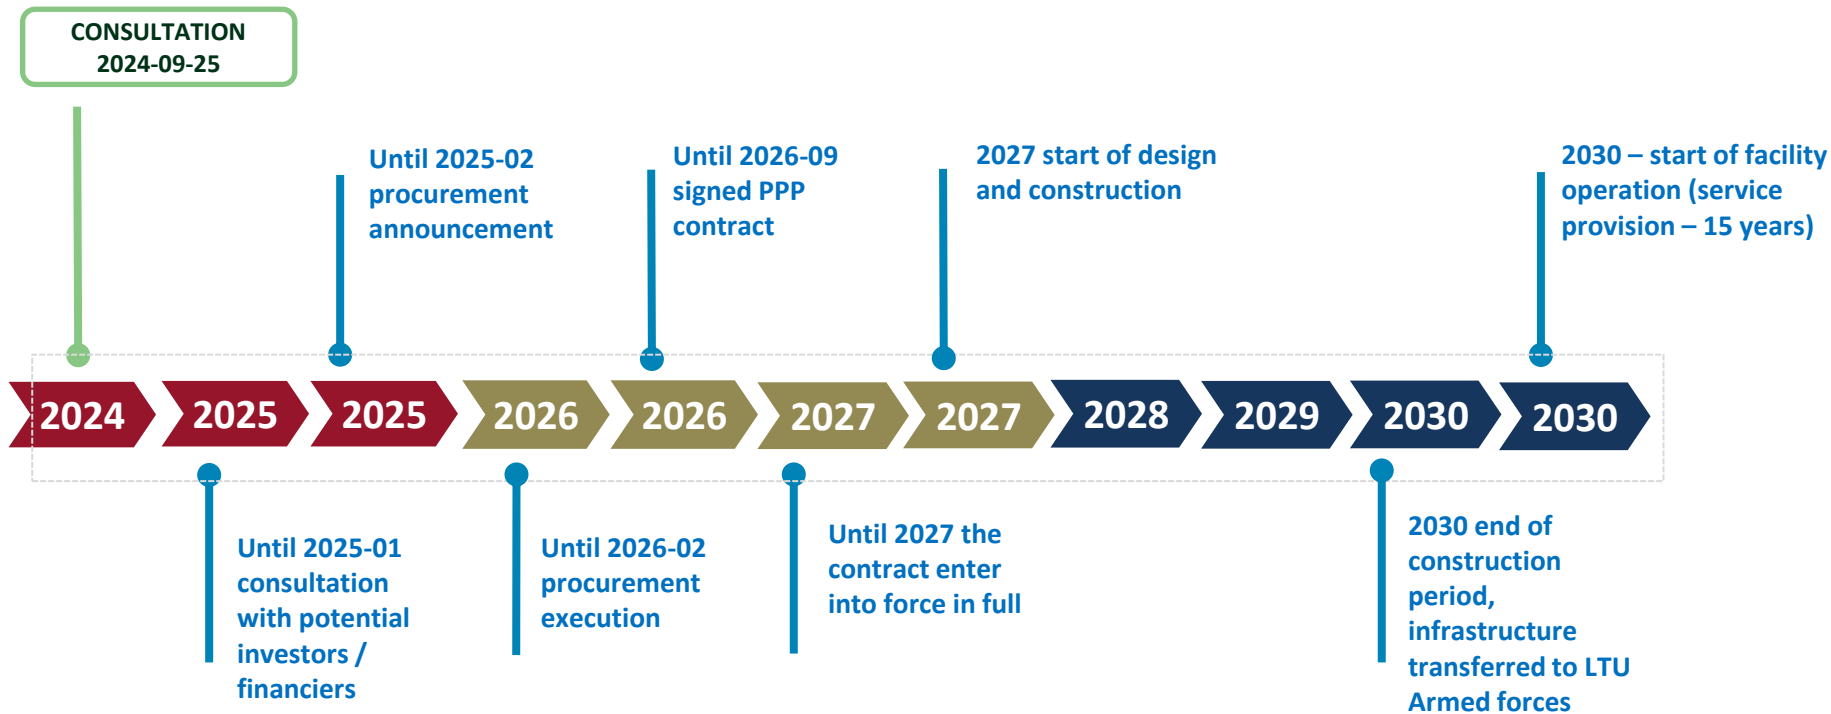 CONSULTATION
2024-09-25
Until 2025-02
procurement
announcement
Until 2026-09
signed PPP
contract
2027 start of design
and construction
2030 – start of facility
operation (service
provision – 15 years)
2024
2025
2025
2026
2026
2027
2027
2028
2029
2030
2030
Until 2025-01
consultation
with potential
investors /
financiers
Until 2026-02
procurement
execution
Until 2027 the
contract enter
into force in full
2030 end of
construction
period,
infrastructure
transferred to LTU
Armed forces